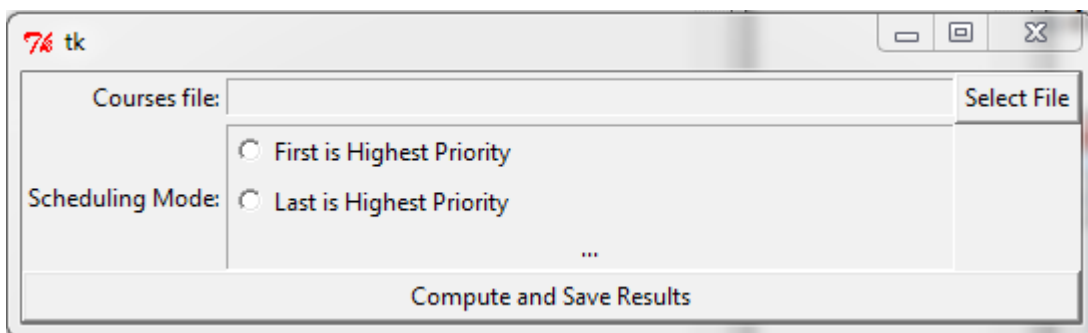 tk
Courses file:
Select File
First is Highest Priority
Scheduling Mode:
Last is Highest Priority
...
Compute and Save Results